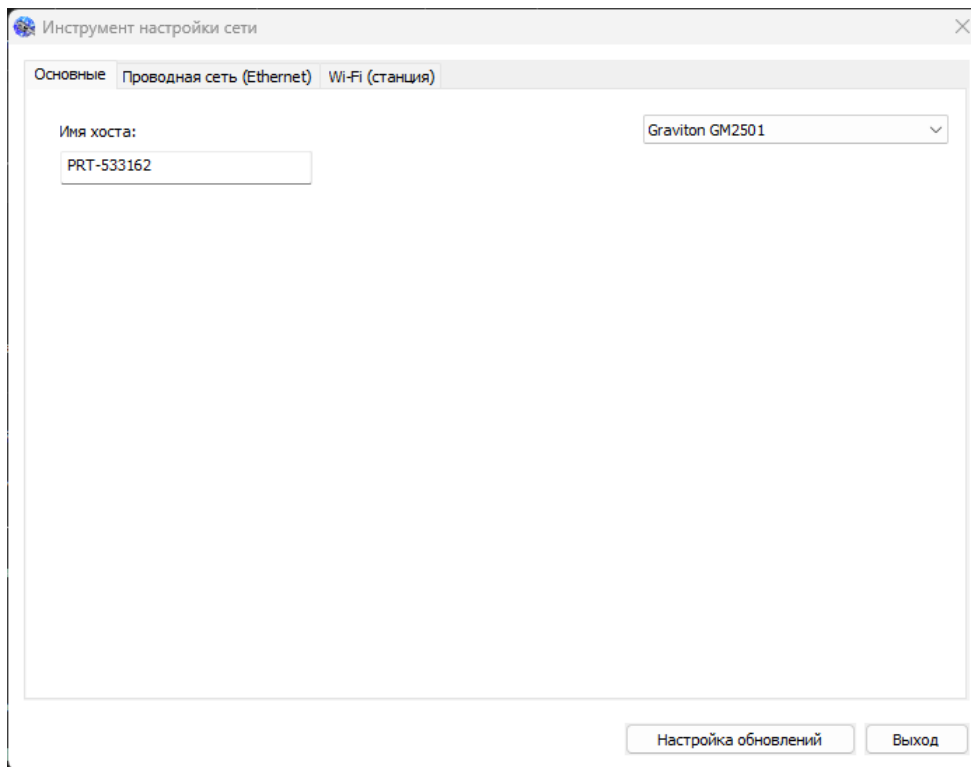 Инструмент настройки сети
Основные Проводная сеть (Ethernet) Wi-Fi (станция)
Имя хоста: Graviton GM2501
PRT-533162
Настройка обновлений Выход